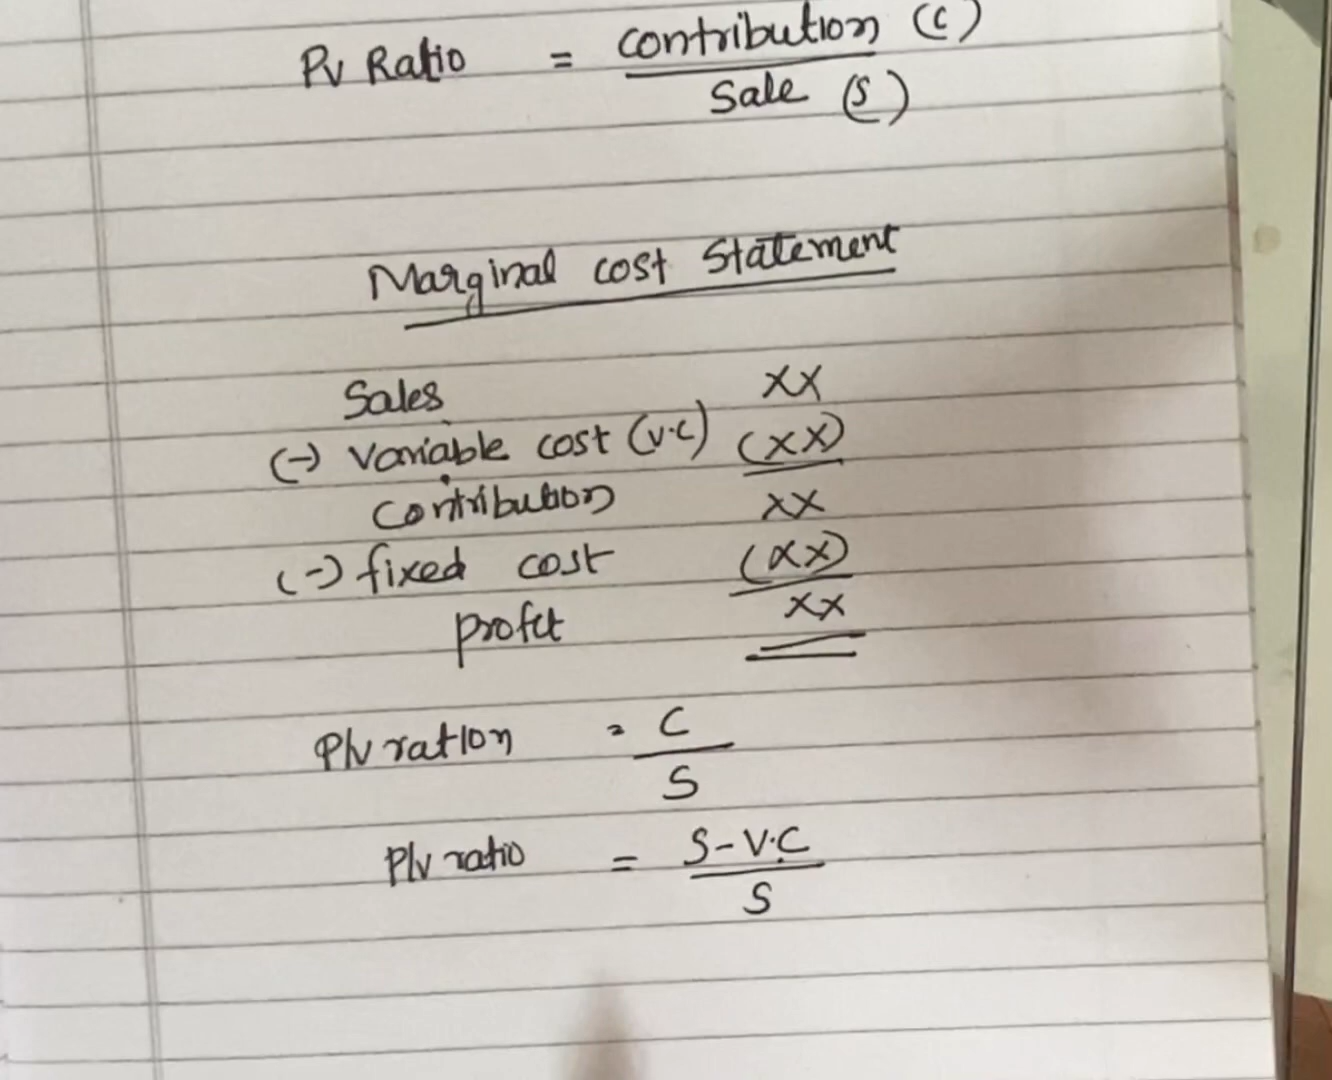 Pv Ratio = contribution (c)
Sale (s)
Marginal cost Statement
Sales XX
(-) Variable cost (v.c) (XX)
Contribution XX
(-) fixed cost (XX)
profit XX
P/v ration = C
S
P/v ratio = S-V.C
S